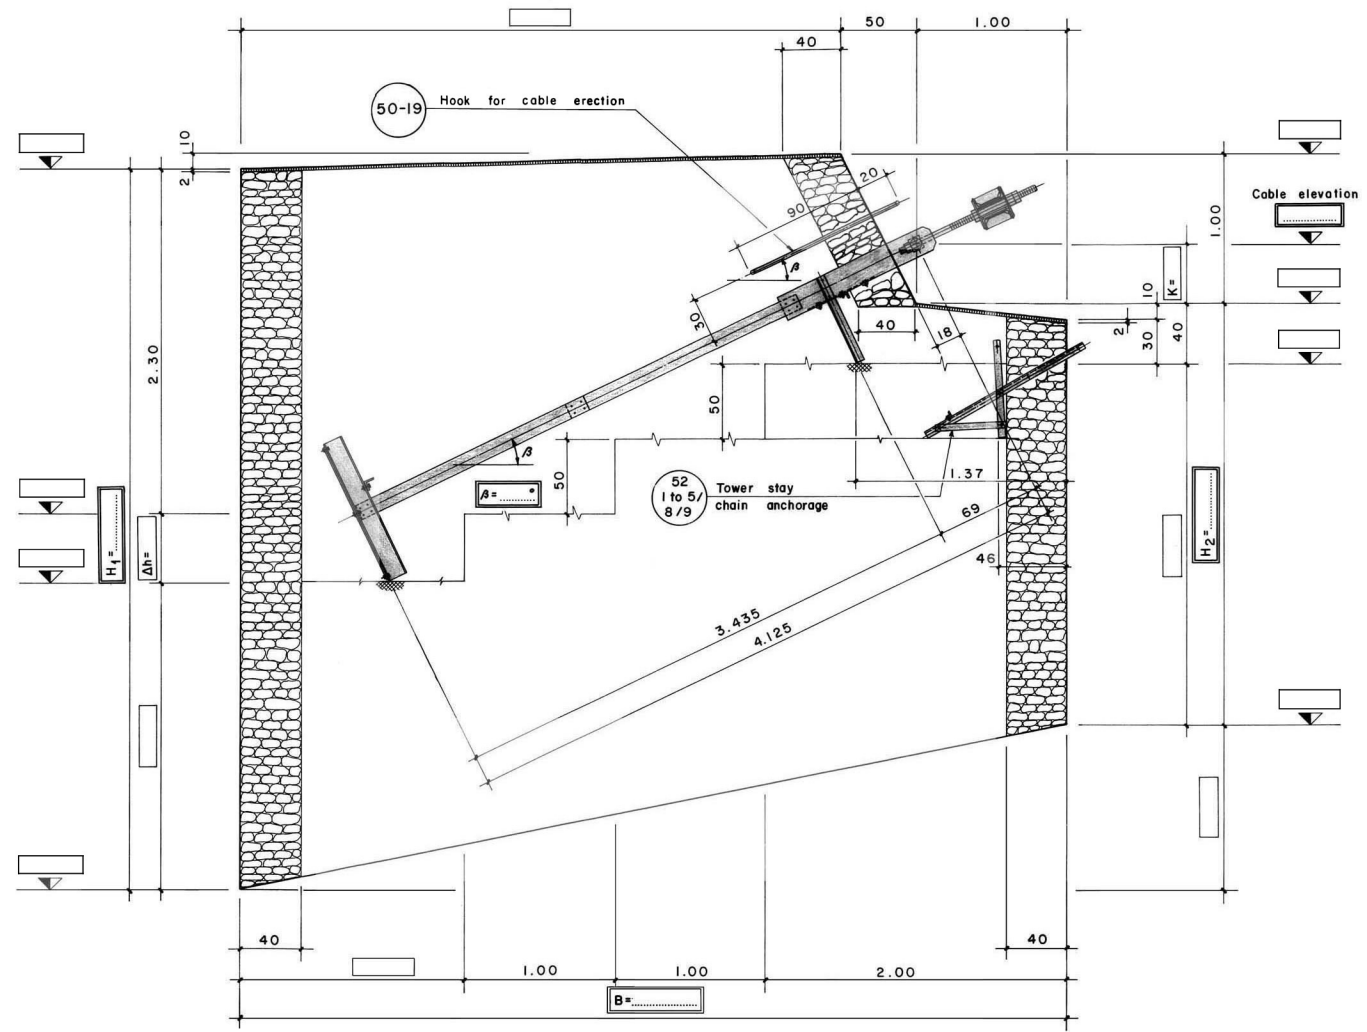 50
1.00
40
50-19
Hook for cable erection
10
2
20
90
β
Cable elevation
1.00
K=
10
40
30
2
30
40
18
2.30
50
50
β
β= °
52
1 to 5/
8/9
Tower stay
chain anchorage
1.37
69
46
H1=
Δh=
H2=
3.435
4.125
40
40
1.00
1.00
2.00
B=